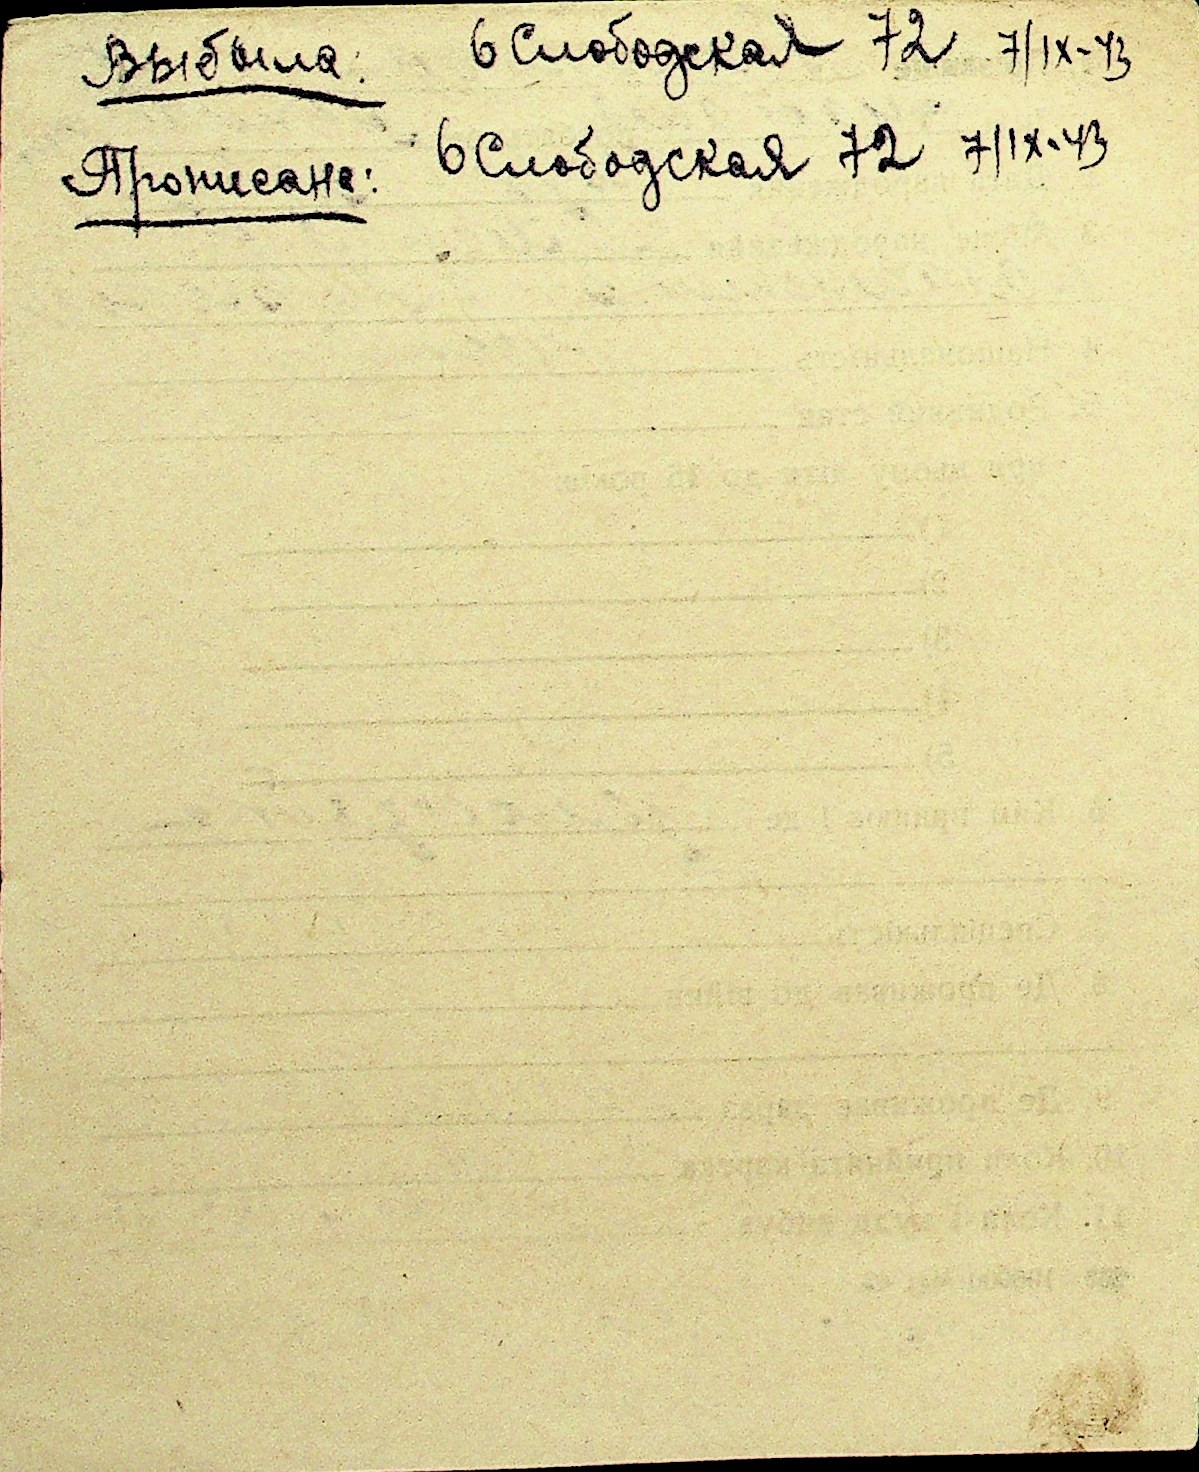 Выбыла: 6 Слободская 72 7/IX-43
Прописана: 6 Слободская 72 7/IX-43